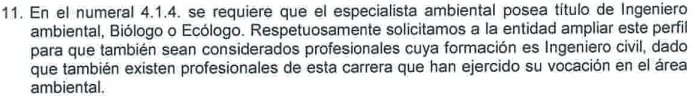 11. En el numeral 4.1.4. se requiere que el especialista ambiental posea título de Ingeniero
ambiental, Biólogo o Ecólogo. Respetuosamente solicitamos a la entidad ampliar este perfil
para que también sean considerados profesionales cuya formación es Ingeniero civil, dado
que también existen profesionales de esta carrera que han ejercido su vocación en el área
ambiental.